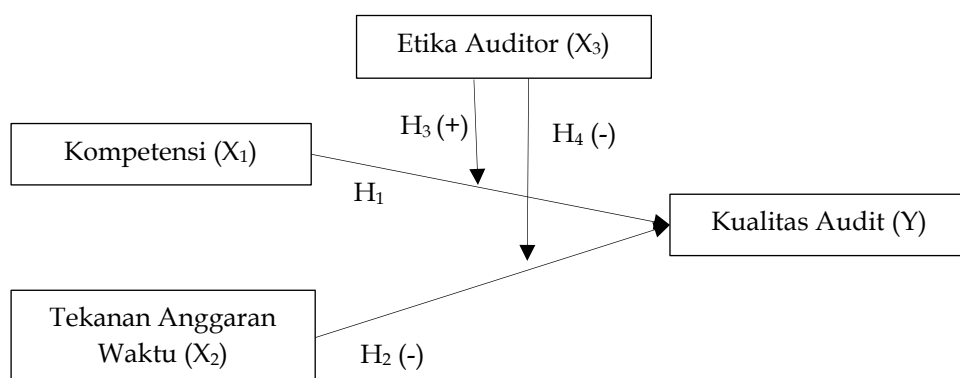 Etika Auditor (X₃)
H₃ (+)
H₄ (-)
Kompetensi (X₁)
H₁
Kualitas Audit (Y)
Tekanan Anggaran
Waktu (X₂)
H₂ (-)